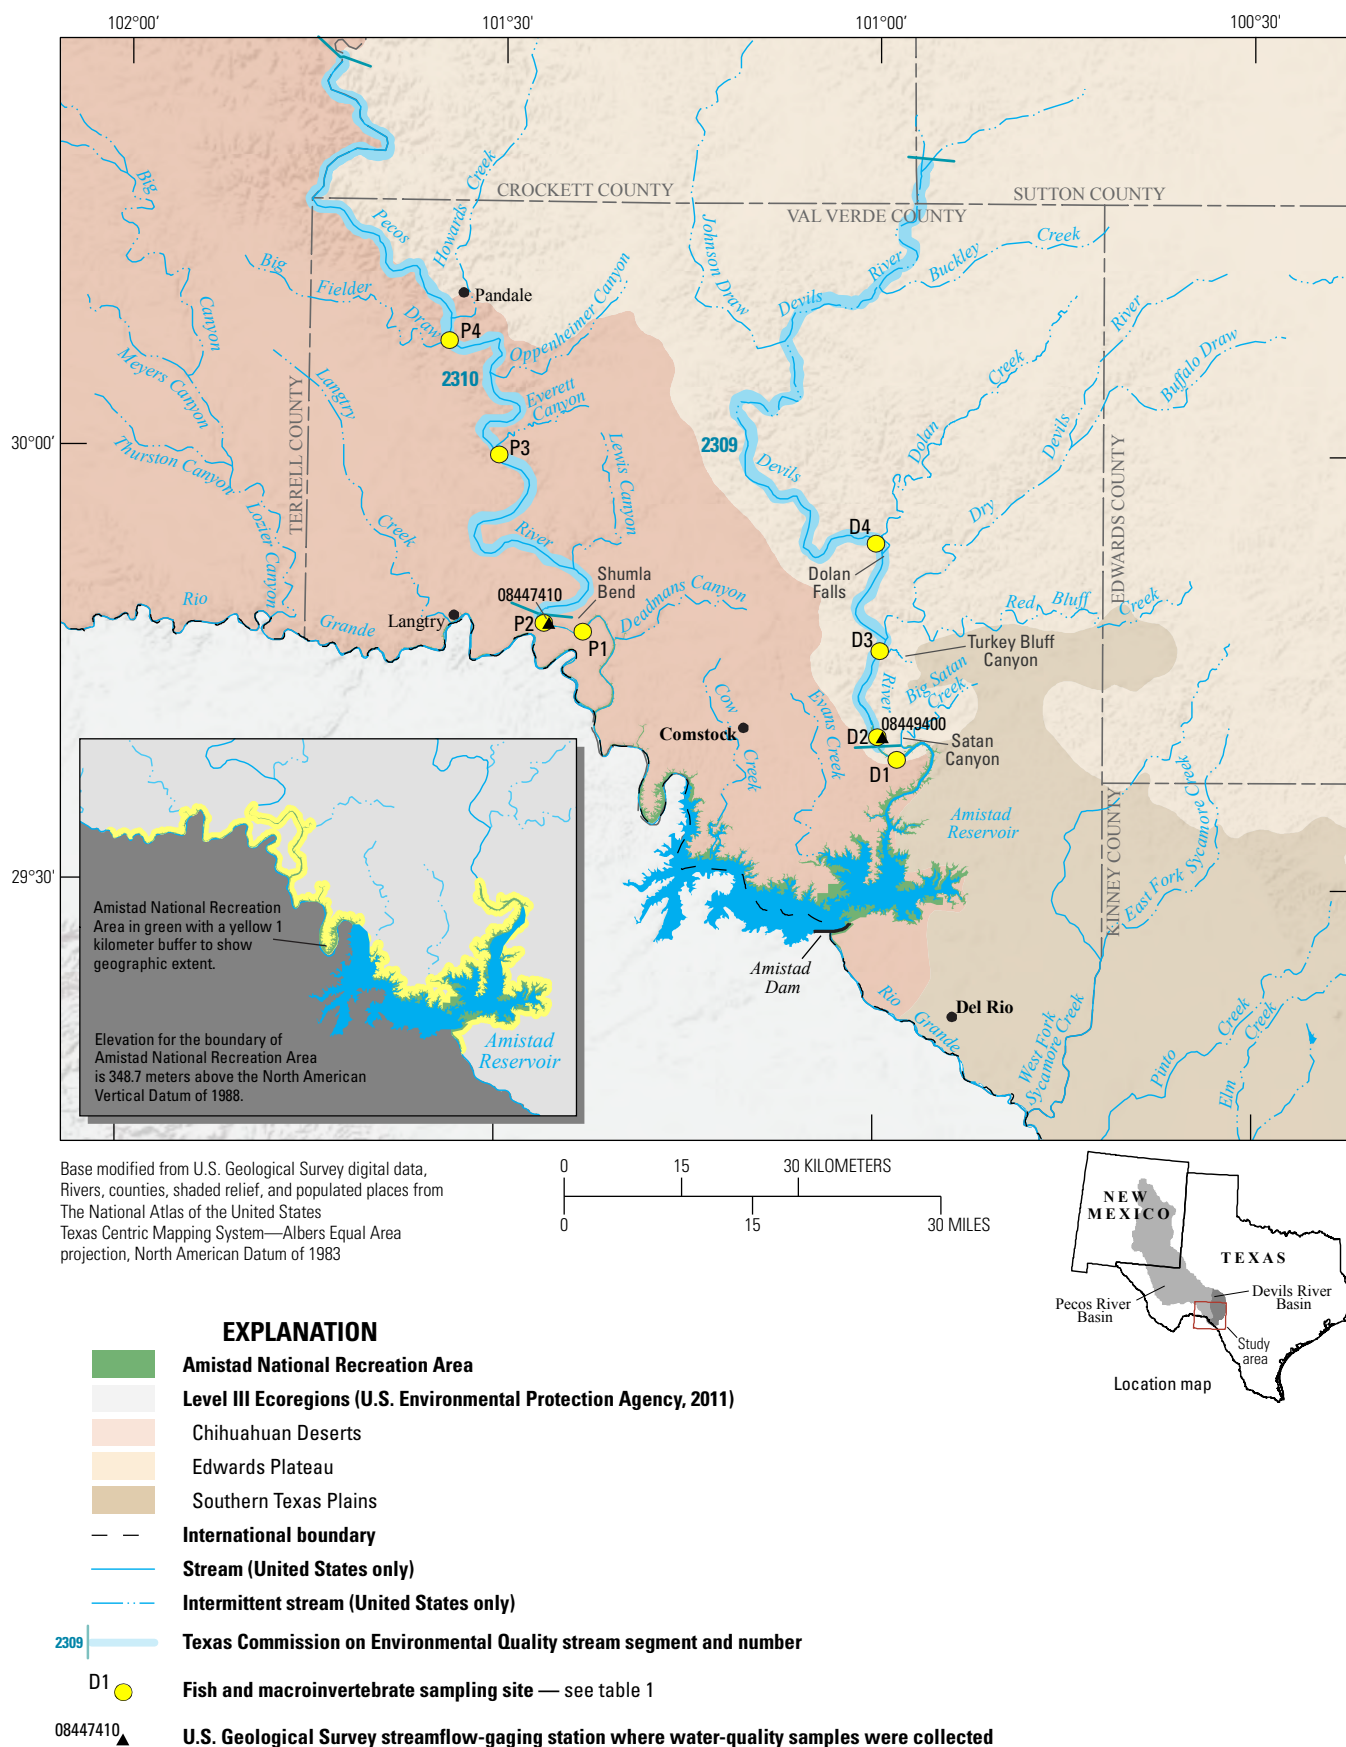 102°00'
101°30'
101°00'
100°30'
30°00'
29°30'
CROCKETT COUNTY
SUTTON COUNTY
VAL VERDE COUNTY
TERRELL COUNTY
EDWARDS COUNTY
KINNEY COUNTY
Big
Canyon
Howards
Creek
Pecos
Big
Fielder
Draw
Pandale
P4
Oppenheimer Canyon
2310
Everett
Canyon
P3
Lewis Canyon
Langtry
Creek
Meyers Canyon
Thurston Canyon
Lozier Canyon
River
Johnson Draw
Devils
River
Buckley
Creek
2309
Devils
Dolan
Creek
Dry
Devils
River
Buffalo Draw
D4
Dolan
Falls
Red Bluff
Creek
D3
Turkey Bluff
Canyon
River
Big Satan
Creek
08449400
D2
Satan
Canyon
D1
08447410
Shumla
Bend
P2
P1
Deadmans Canyon
Rio
Grande
Langtry
Comstock
Cow
Creek
Evans Creek
Amistad
Reservoir
Amistad
Dam
Rio
Grande
Del Rio
East Fork Sycamore Creek
West Fork
Sycamore Creek
Pinto
Creek
Elm
Creek
Amistad National Recreation
Area in green with a yellow 1
kilometer buffer to show
geographic extent.
Elevation for the boundary of
Amistad National Recreation Area
is 348.7 meters above the North American
Vertical Datum of 1988.
Amistad
Reservoir
Base modified from U.S. Geological Survey digital data,
Rivers, counties, shaded relief, and populated places from
The National Atlas of the United States
Texas Centric Mapping System—Albers Equal Area
projection, North American Datum of 1983
0 15 30 KILOMETERS
0 15 30 MILES
NEW
MEXICO
TEXAS
Pecos River
Basin
Devils River
Basin
Study
area
Location map
EXPLANATION
Amistad National Recreation Area
Level III Ecoregions (U.S. Environmental Protection Agency, 2011)
Chihuahuan Deserts
Edwards Plateau
Southern Texas Plains
International boundary
Stream (United States only)
Intermittent stream (United States only)
2309 Texas Commission on Environmental Quality stream segment and number
D1 Fish and macroinvertebrate sampling site — see table 1
08447410 U.S. Geological Survey streamflow-gaging station where water-quality samples were collected